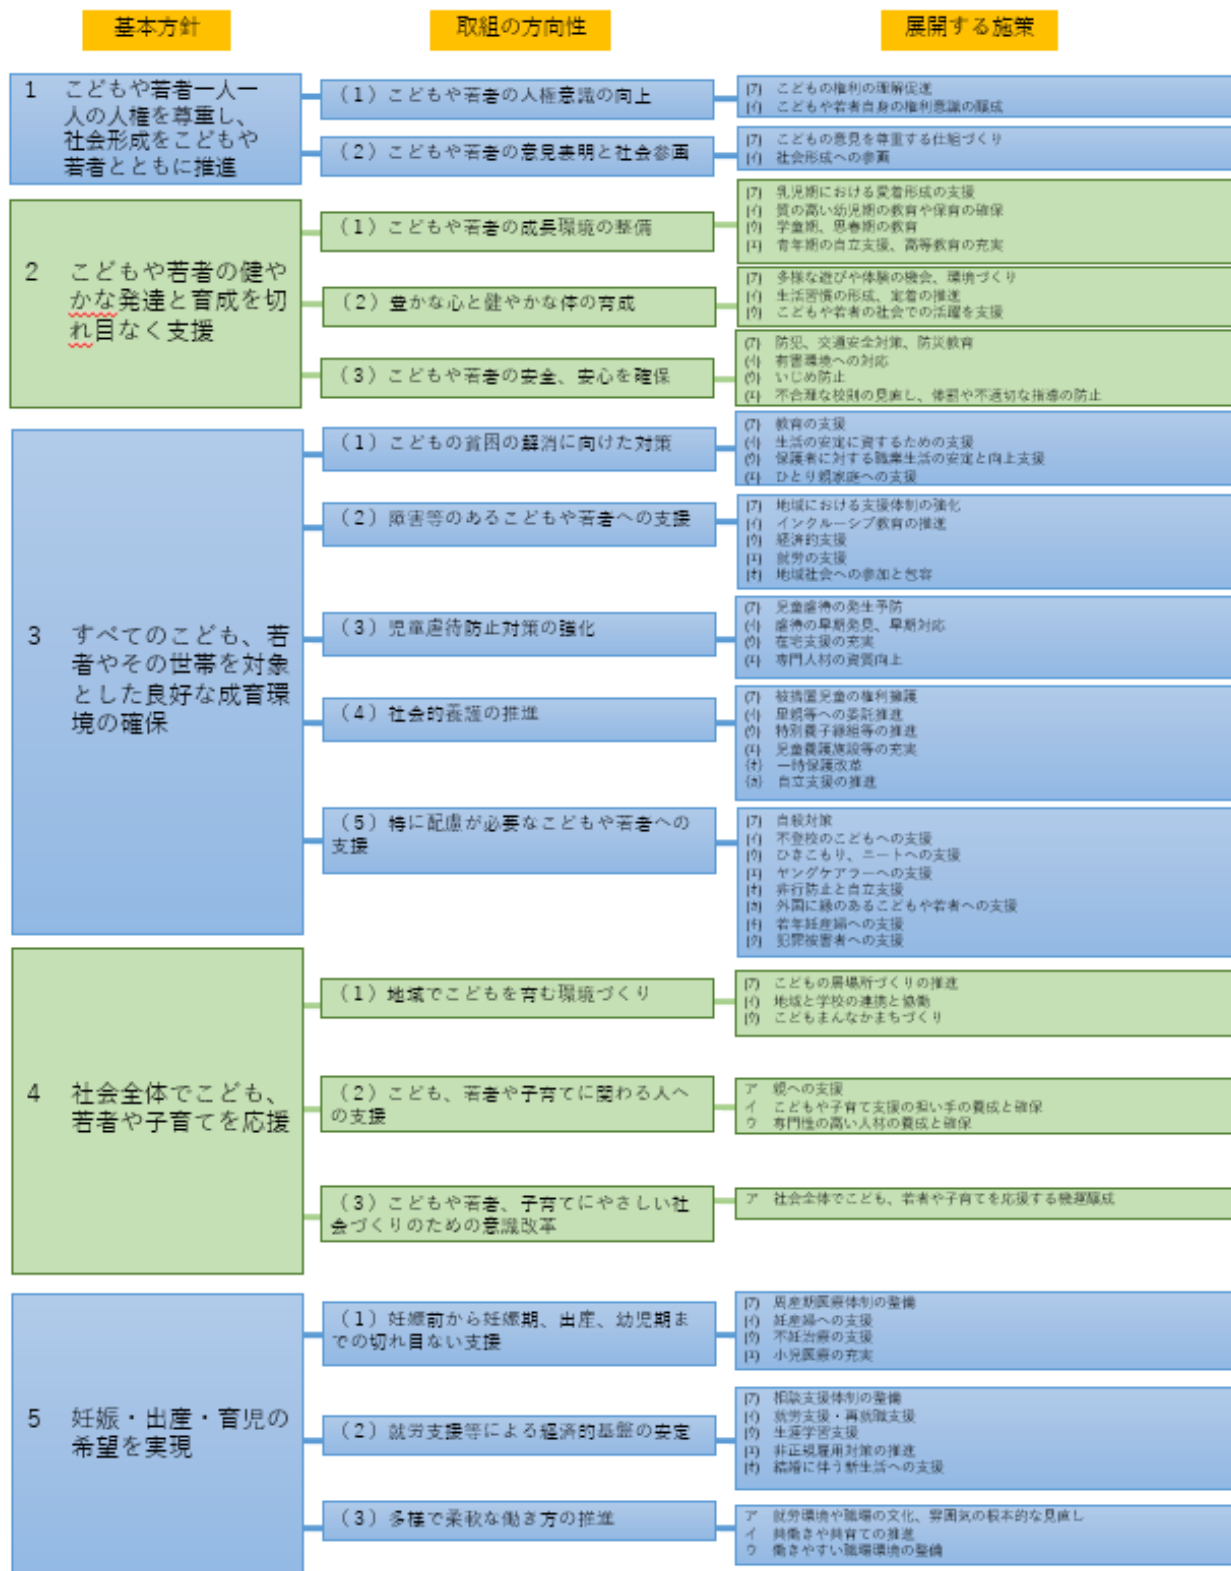 基本方針
取組の方向性
展開する施策
1 こどもや若者一人一
人の人権を尊重し、
社会形成をこどもや
若者とともに推進
(1)こどもや若者の人権意識の向上
(ア) こどもの権利の理解促進
(イ) こどもや若者自身の権利意識の醸成
(2)こどもや若者の意見表明と社会参画
(ア) こどもの意見を尊重する仕組づくり
(イ) 社会形成への参画
2 こどもや若者の健や
かな発達と育成を切
れ目なく支援
(1)こどもや若者の成長環境の整備
(ア) 乳児期における愛着形成の支援
(イ) 質の高い幼児期の教育や保育の確保
(ウ) 学童期、思春期の教育
(エ) 青年期の自立支援、高等教育の充実
(2)豊かな心と健やかな体の育成
(ア) 多様な遊びや体験の機会、環境づくり
(イ) 生活習慣の形成、定着の推進
(ウ) こどもや若者の社会での活躍を支援
(3)こどもや若者の安全、安心を確保
(ア) 防犯、交通安全対策、防災教育
(イ) 有害環境への対応
(ウ) いじめ防止
(エ) 不合理な校則の見直し、体罰や不適切な指導の防止
3 すべてのこども、若
者やその世帯を対象
とした良好な成育環
境の確保
(1)こどもの貧困の解消に向けた対策
(ア) 教育の支援
(イ) 生活の安定に資するための支援
(ウ) 保護者に対する職業生活の安定と向上支援
(エ) ひとり親家庭への支援
(2)障害等のあるこどもや若者への支援
(ア) 地域における支援体制の強化
(イ) インクルーシブ教育の推進
(ウ) 経済的支援
(エ) 就労の支援
(オ) 地域社会への参加と包容
(3)児童虐待防止対策の強化
(ア) 児童虐待の発生予防
(イ) 虐待の早期発見、早期対応
(ウ) 在宅支援の充実
(エ) 専門人材の資質向上
(4)社会的養護の推進
(ア) 被措置児童の権利擁護
(イ) 里親等への委託推進
(ウ) 特別養子縁組等の推進
(エ) 児童養護施設等の充実
(オ) 一時保護改革
(カ) 自立支援の推進
(5)特に配慮が必要なこどもや若者への
支援
(ア) 自殺対策
(イ) 不登校のこどもへの支援
(ウ) ひきこもり、ニートへの支援
(エ) ヤングケアラーへの支援
(オ) 非行防止と自立支援
(カ) 外国に縁のあるこどもや若者への支援
(キ) 若年妊産婦への支援
(ク) 犯罪被害者への支援
4 社会全体でこども、
若者や子育てを応援
(1)地域でこどもを育む環境づくり
(ア) こどもの居場所づくりの推進
(イ) 地域と学校の連携と協働
(ウ) こどもまんなかまちづくり
(2)こども、若者や子育てに関わる人へ
の支援
ア 親への支援
イ こどもや子育て支援の担い手の養成と確保
ウ 専門性の高い人材の養成と確保
(3)こどもや若者、子育てにやさしい社
会づくりのための意識改革
ア 社会全体でこども、若者や子育てを応援する機運醸成
5 妊娠・出産・育児の
希望を実現
(1)妊娠前から妊娠期、出産、幼児期ま
での切れ目ない支援
(ア) 周産期医療体制の整備
(イ) 妊産婦への支援
(ウ) 不妊治療の支援
(エ) 小児医療の充実
(2)就労支援等による経済的基盤の安定
(ア) 相談支援体制の整備
(イ) 就労支援・再就職支援
(ウ) 生涯学習支援
(エ) 非正規雇用対策の推進
(オ) 結婚に伴う新生活への支援
(3)多様で柔軟な働き方の推進
ア 就労環境や職場の文化、雰囲気の根本的な見直し
イ 共働きや共育ての推進
ウ 働きやすい職場環境の整備